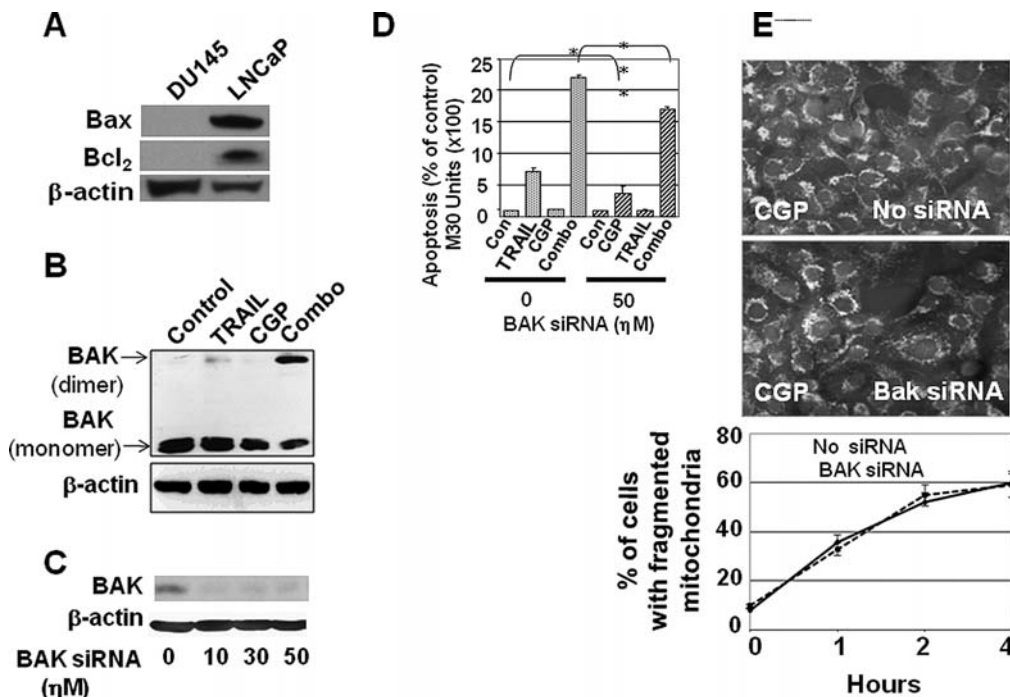 A
DU145
LNCaP
Bax
Bcl2
β-actin
B
Control
TRAIL
CGP
Combo
BAK
(dimer)
BAK
(monomer)
β-actin
C
BAK
β-actin
BAK siRNA 0 10 30 50
(ηM)
D
* *
*
*
Apoptosis (% of control)
M30 Units (x100)
25
20
15
10
5
0
Con TRAIL CGP Combo Con CGP TRAIL Combo
0 50
BAK siRNA (ηM)
E
CGP No siRNA
CGP Bak siRNA
% of cells
with fragmented
mitochondria
80
60
40
20
0
No siRNA
BAK siRNA
0 1 2 4
Hours